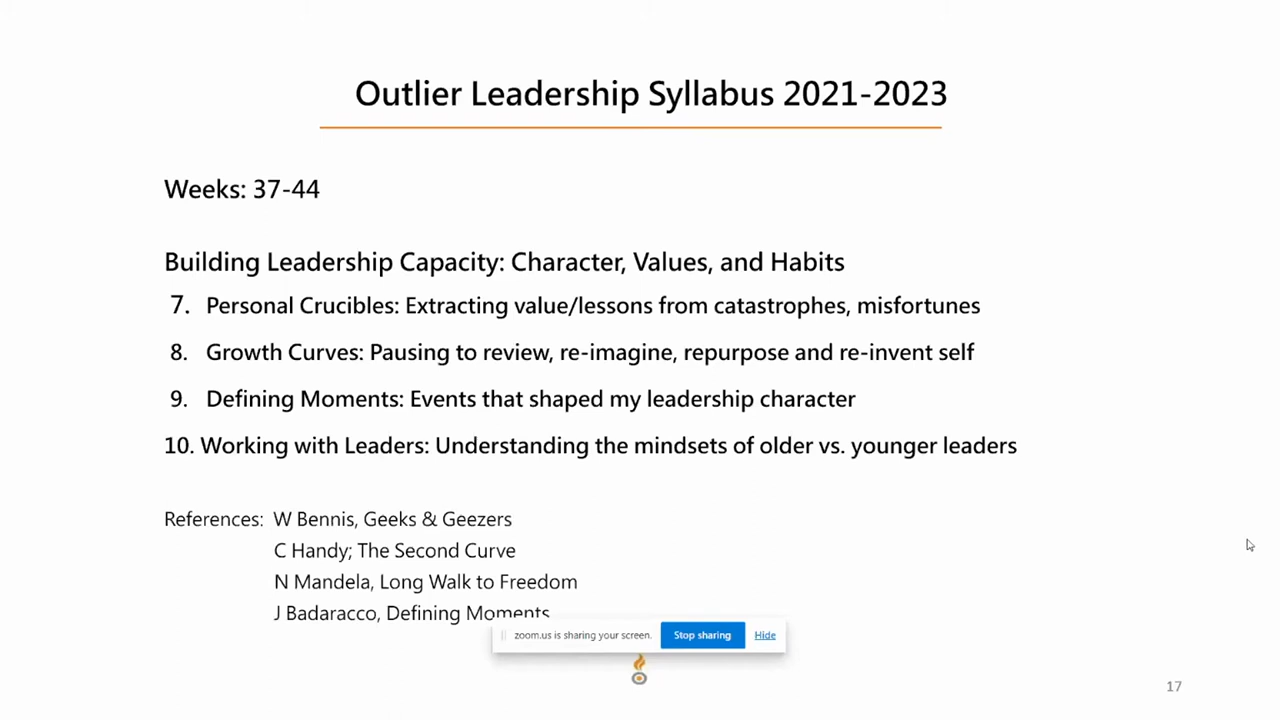 Outlier Leadership Syllabus 2021-2023
Weeks: 37-44
Building Leadership Capacity: Character, Values, and Habits
7. Personal Crucibles: Extracting value/lessons from catastrophes, misfortunes
8. Growth Curves: Pausing to review, re-imagine, repurpose and re-invent self
9. Defining Moments: Events that shaped my leadership character
10. Working with Leaders: Understanding the mindsets of older vs. younger leaders
References: W Bennis, Geeks & Geezers
C Handy; The Second Curve
N Mandela, Long Walk to Freedom
J Badaracco, Defining Moments
zoom.us is sharing your screen. Stop sharing Hide
17